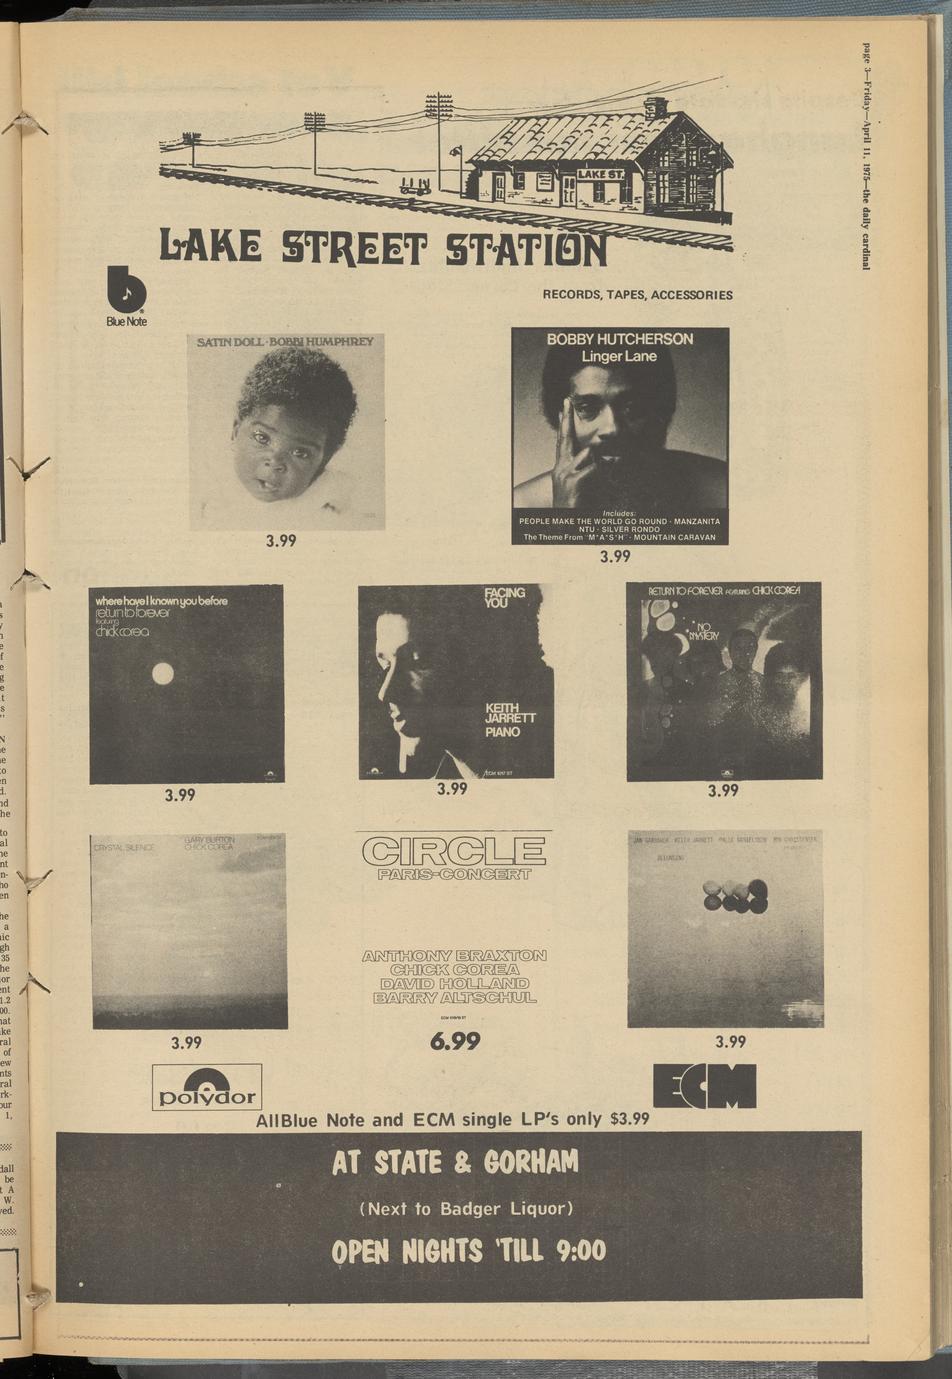 page 3—Friday—April 11, 1975—the daily cardinal
LAKE ST.
LAKE STREET STATION
RECORDS, TAPES, ACCESSORIES
b
Blue Note
SATIN DOLL · BOBBI HUMPHREY
3.99
BOBBY HUTCHERSON
Linger Lane
Includes:
PEOPLE MAKE THE WORLD GO ROUND · MANZANITA
NTU · SILVER RONDO
The Theme From "M*A*S*H" · MOUNTAIN CARAVAN
3.99
where have I known you before
return to forever
featuring
chick corea
3.99
FACING
YOU
KEITH
JARRETT
PIANO
ECM 1017 ST
3.99
RETURN TO FOREVER FEATURING CHICK COREA
NO
MYSTERY
3.99
CRYSTAL SILENCE
GARY BURTON
CHICK COREA
3.99
CIRCLE
PARIS-CONCERT
ANTHONY BRAXTON
CHICK COREA
DAVID HOLLAND
BARRY ALTSCHUL
6.99
JAN GARBAREK KEITH JARRETT PALLE DANIELSSON JON CHRISTENSEN
BELONGING
3.99
polydor
ECM
AllBlue Note and ECM single LP's only $3.99
AT STATE & GORHAM
(Next to Badger Liquor)
OPEN NIGHTS 'TILL 9:00